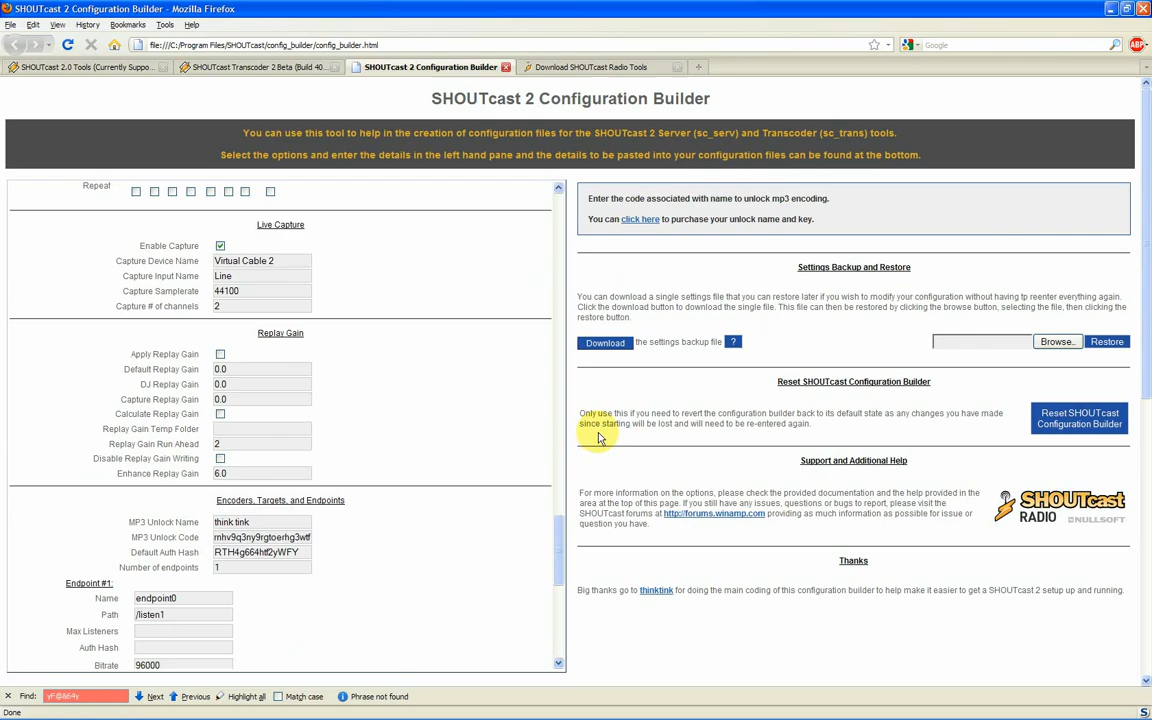 SHOUTcast 2 Configuration Builder - Mozilla Firefox
File Edit View History Bookmarks Tools Help
file:///C:/Program Files/SHOUTcast/config_builder/config_builder.html
Google
ABP
SHOUTcast 2.0 Tools (Currently Suppo...
SHOUTcast Transcoder 2 Beta (Build 40...
SHOUTcast 2 Configuration Builder
Download SHOUTcast Radio Tools
SHOUTcast 2 Configuration Builder
You can use this tool to help in the creation of configuration files for the SHOUTcast 2 Server (sc_serv) and Transcoder (sc_trans) tools.
Select the options and enter the details in the left hand pane and the details to be pasted into your configuration files can be found at the bottom.
Repeat
Live Capture
Enable Capture
Capture Device Name Virtual Cable 2
Capture Input Name Line
Capture Samplerate 44100
Capture # of channels 2
Replay Gain
Apply Replay Gain
Default Replay Gain 0.0
DJ Replay Gain 0.0
Capture Replay Gain 0.0
Calculate Replay Gain
Replay Gain Temp Folder
Replay Gain Run Ahead 2
Disable Replay Gain Writing
Enhance Replay Gain 6.0
Encoders, Targets, and Endpoints
MP3 Unlock Name think tink
MP3 Unlock Code
Default Auth Hash RTH4g664htf2yWFY
Number of endpoints 1
Endpoint #1:
Name endpoint0
Path /listen1
Max Listeners
Auth Hash
Bitrate 96000
Enter the code associated with name to unlock mp3 encoding.
You can click here to purchase your unlock name and key.
Settings Backup and Restore
You can download a single settings file that you can restore later if you wish to modify your configuration without having tp reenter everything again.
Click the download button to download the single file. This file can then be restored by clicking the browse button, selecting the file, then clicking the
restore button.
Download the settings backup file ? Browse.. Restore
Reset SHOUTcast Configuration Builder
Only use this if you need to revert the configuration builder back to its default state as any changes you have made
since starting will be lost and will need to be re-entered again.
Reset SHOUTcast
Configuration Builder
Support and Additional Help
For more information on the options, please check the provided documentation and the help provided in
the area at the top of this page. If you still have any issues, questions or bugs to report, please visit the
SHOUTcast forums at http://forums.winamp.com providing as much information as possible for issue or
question you have.
SHOUTcast
RADIO NULLSOFT
Thanks
Big thanks go to thinktink for doing the main coding of this configuration builder to help make it easier to get a SHOUTcast 2 setup up and running.
Find: yF@&64y Next Previous Highlight all Match case Phrase not found
Done